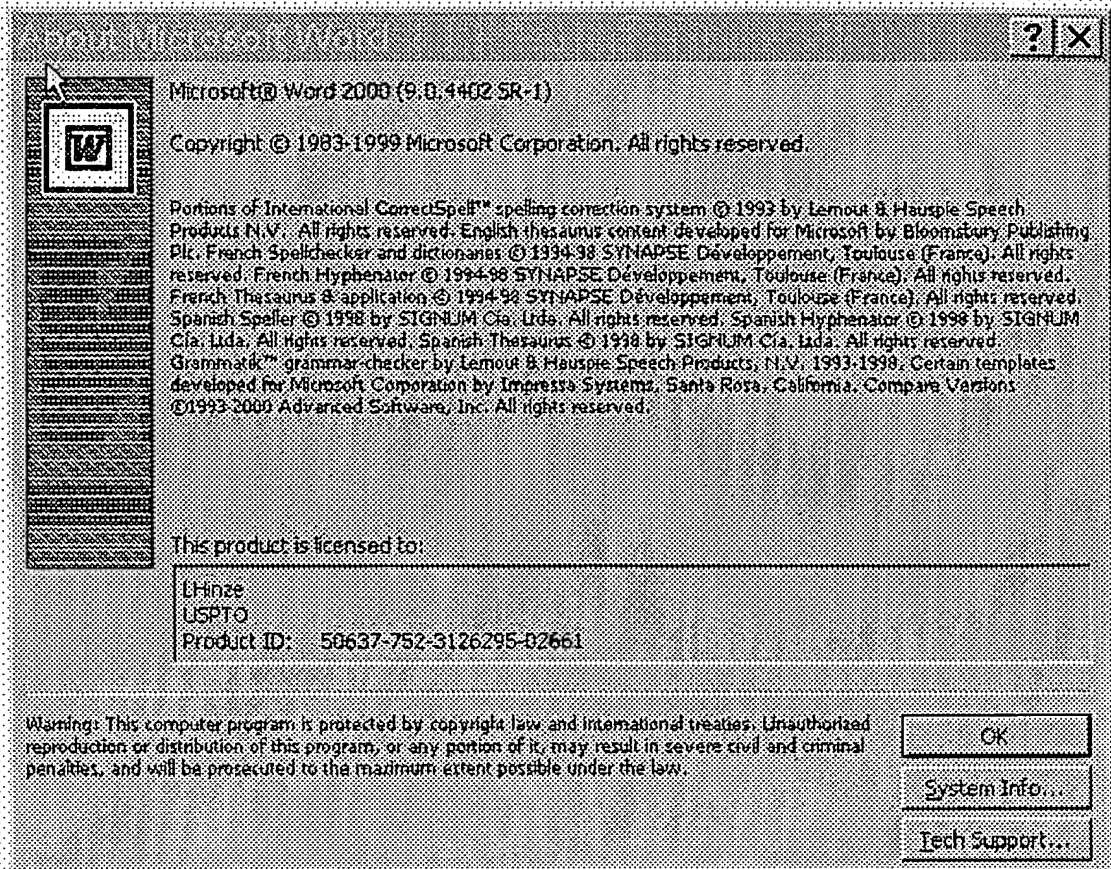 About Microsoft Word
? X
W
Microsoft® Word 2000 (9.0.4402 SR-1)
Copyright © 1983-1999 Microsoft Corporation. All rights reserved.
Portions of International CorrectSpell™ spelling correction system © 1993 by Lernout & Hauspie Speech
Products N.V. All rights reserved. English thesaurus content developed for Microsoft by Bloomsbury Publishing
Plc. French Spellchecker and dictionaries © 1994-98 SYNAPSE Développement, Toulouse (France). All rights
reserved. French Hyphenator © 1994-98 SYNAPSE Développement, Toulouse (France). All rights reserved.
French Thesaurus & application © 1994-98 SYNAPSE Développement, Toulouse (France). All rights reserved.
Spanish Speller © 1998 by SIGNUM Cía. Ltda. All rights reserved. Spanish Hyphenator © 1998 by SIGNUM
Cía. Ltda. All rights reserved. Spanish Thesaurus © 1998 by SIGNUM Cía. Ltda. All rights reserved.
Grammatik™ grammar-checker by Lernout & Hauspie Speech Products, N.V. 1993-1998. Certain templates
developed for Microsoft Corporation by Impressa Systems, Santa Rosa, California. Compare Versions
©1993-2000 Advanced Software, Inc. All rights reserved.
This product is licensed to:
LHinze
USPTO
Product ID: 50637-752-3126295-02661
Warning: This computer program is protected by copyright law and international treaties. Unauthorized
reproduction or distribution of this program, or any portion of it, may result in severe civil and criminal
penalties, and will be prosecuted to the maximum extent possible under the law.
OK
System Info...
Tech Support...